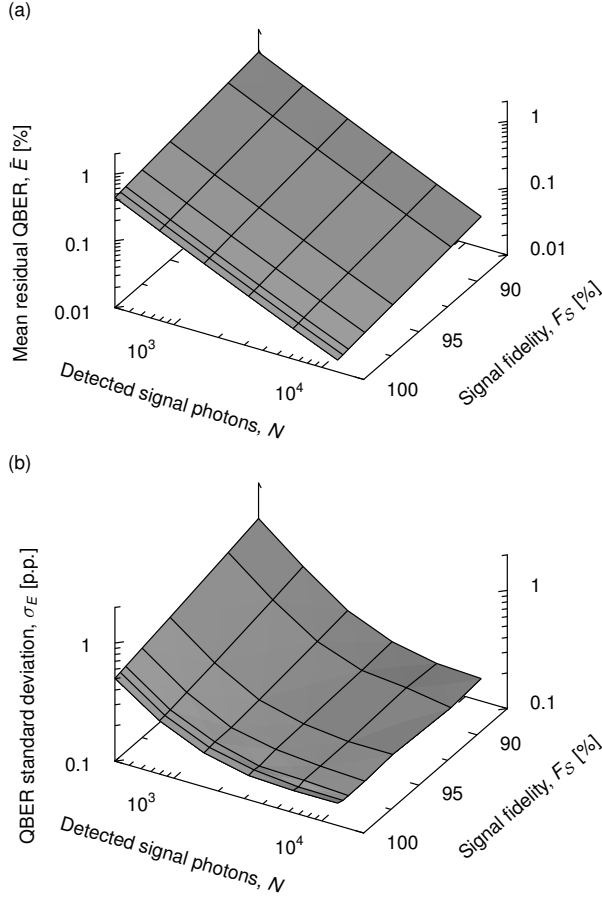 (a)
Mean residual QBER, Ē [%]
1
0.1
0.01
10³
10⁴
Detected signal photons, N
1
0.1
0.01
90
95
100
Signal fidelity, F_S [%]
(b)
QBER standard deviation, σ_E [p.p.]
1
0.1
10³
10⁴
Detected signal photons, N
1
0.1
90
95
100
Signal fidelity, F_S [%]